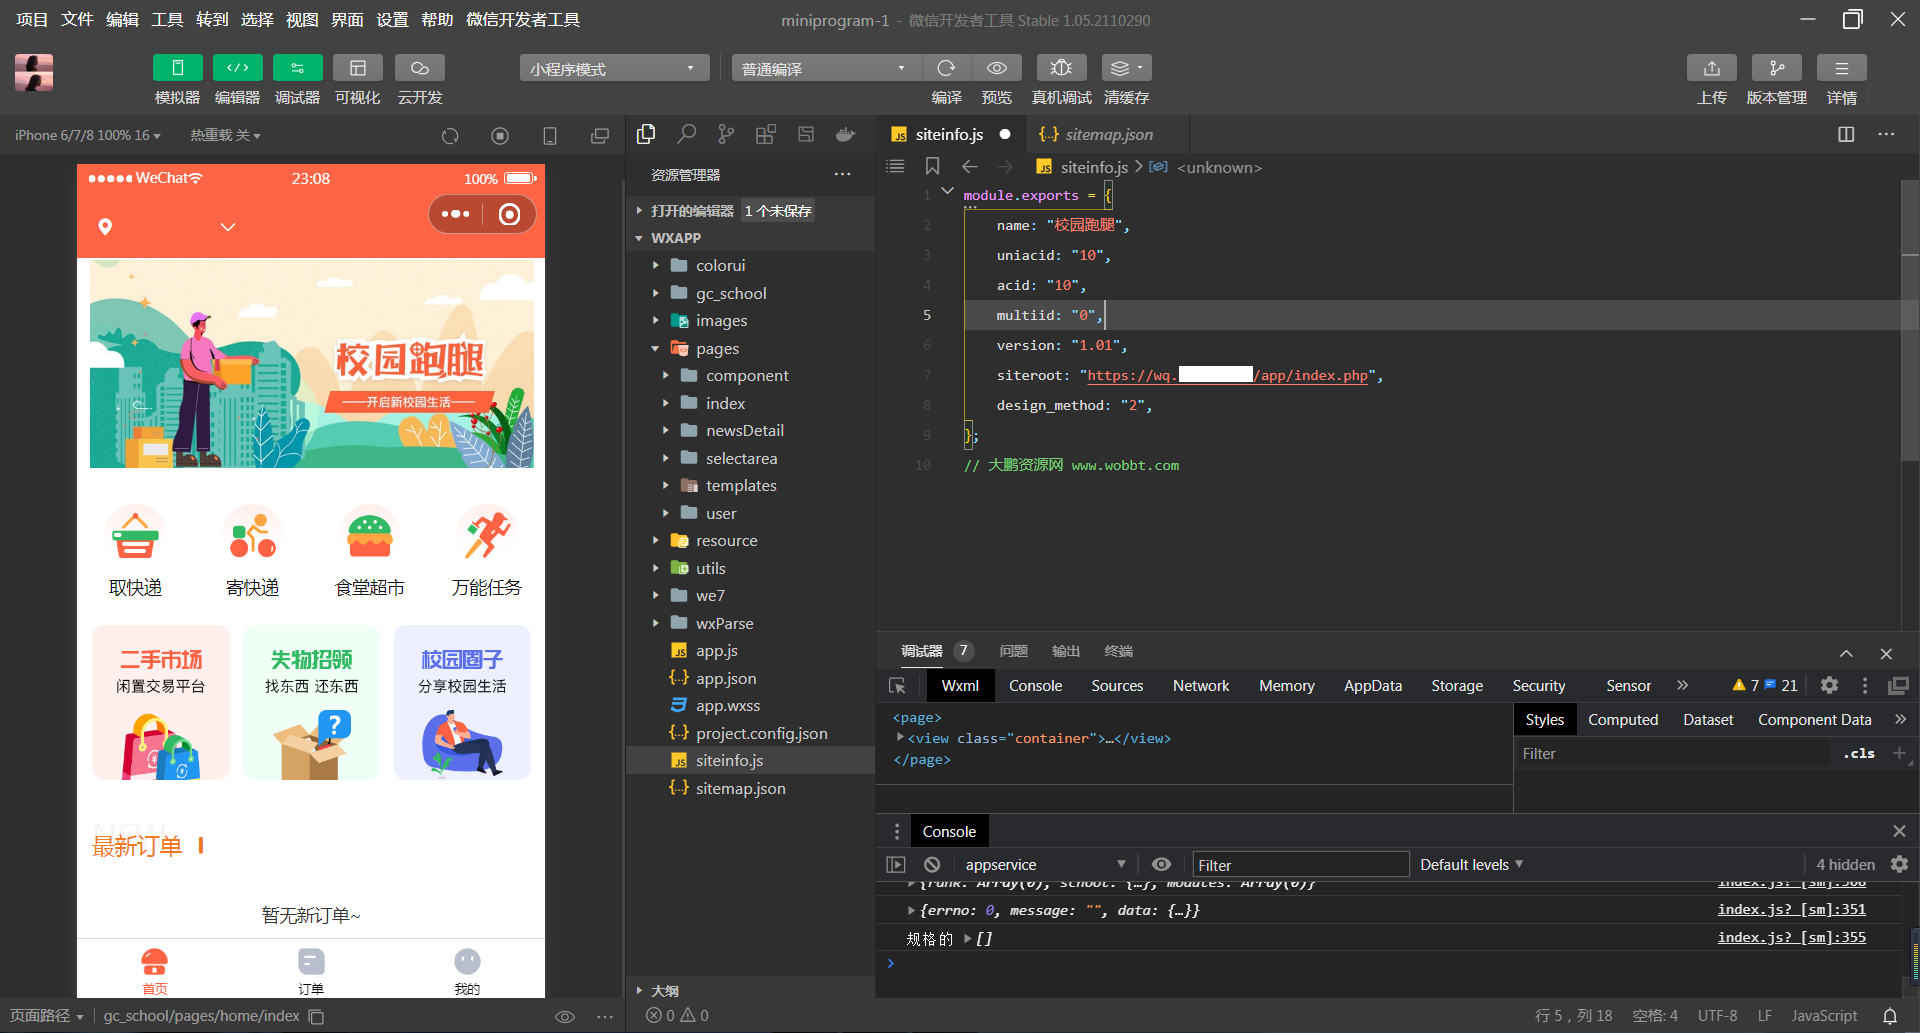 项目 文件 编辑 工具 转到 选择 视图 界面 设置 帮助 微信开发者工具
miniprogram-1 - 微信开发者工具 Stable 1.05.2110290
小程序模式 普通编译
模拟器 编辑器 调试器 可视化 云开发 编译 预览 真机调试 清缓存 上传 版本管理 详情
iPhone 6/7/8 100% 16 热重载 关
WeChat 23:08 100%
校园跑腿
开启新校园生活
取快递 寄快递 食堂超市 万能任务
二手市场 失物招领 校园圈子
闲置交易平台 找东西 还东西 分享校园生活
?
NEW
最新订单
暂无新订单~
首页 订单 我的
页面路径 gc_school/pages/home/index
资源管理器
打开的编辑器 1 个未保存
WXAPP
colorui
gc_school
images
pages
component
index
newsDetail
selectarea
templates
user
resource
utils
we7
wxParse
app.js
app.json
app.wxss
project.config.json
siteinfo.js
sitemap.json
大纲
0 0
siteinfo.js sitemap.json
siteinfo.js > <unknown>
1 module.exports = {
2 name: "校园跑腿",
3 uniacid: "10",
4 acid: "10",
5 multiid: "0",
6 version: "1.01",
7 siteroot: "https://wq. /app/index.php",
8 design_method: "2",
9 };
10 // 大鹏资源网 www.wobbt.com
调试器 7 问题 输出 终端
Wxml Console Sources Network Memory AppData Storage Security Sensor 7 21
<page>
<view class="container">…</view>
</page>
Styles Computed Dataset Component Data
Filter .cls
Console
appservice Filter Default levels 4 hidden
{rank: Array(0), school: {…}, modules: Array(0)} index.js? [sm]:308
{errno: 0, message: "", data: {…}} index.js? [sm]:351
规格的 [] index.js? [sm]:355
行 5，列 18 空格: 4 UTF-8 LF JavaScript